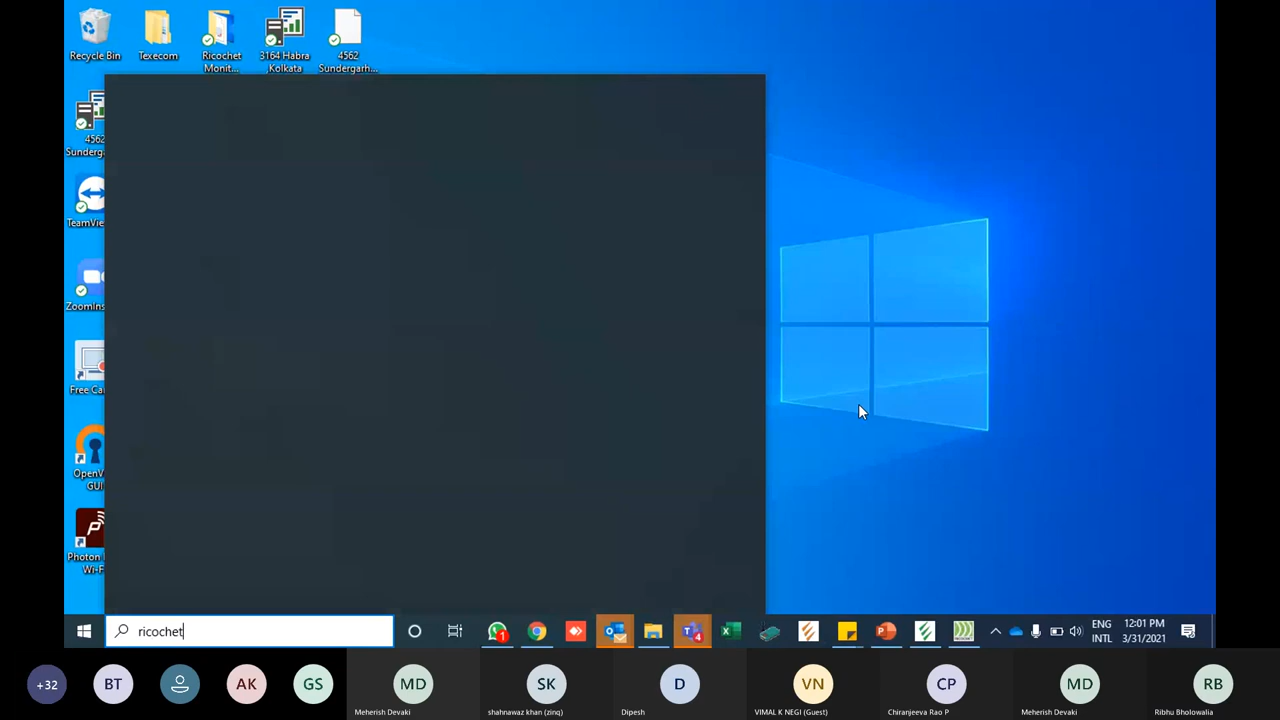 Recycle Bin
Texecom
Ricochet
Monit...
3164 Habra
,Kolkata
4562
Sundergarh...
4562
Sunderga
TeamVie
ZoomIns
Free Ca
OpenV
GUI
Photon
Wi-F
ricochet
1
4
ENG
INTL
12:01 PM
3/31/2021
+32
BT
AK
GS
MD
Meherish Devaki
SK
shahnawaz khan (zinq)
D
Dipesh
VN
VIMAL K NEGI (Guest)
CP
Chiranjeeva Rao P
MD
Meherish Devaki
RB
Ribhu Bholowalia